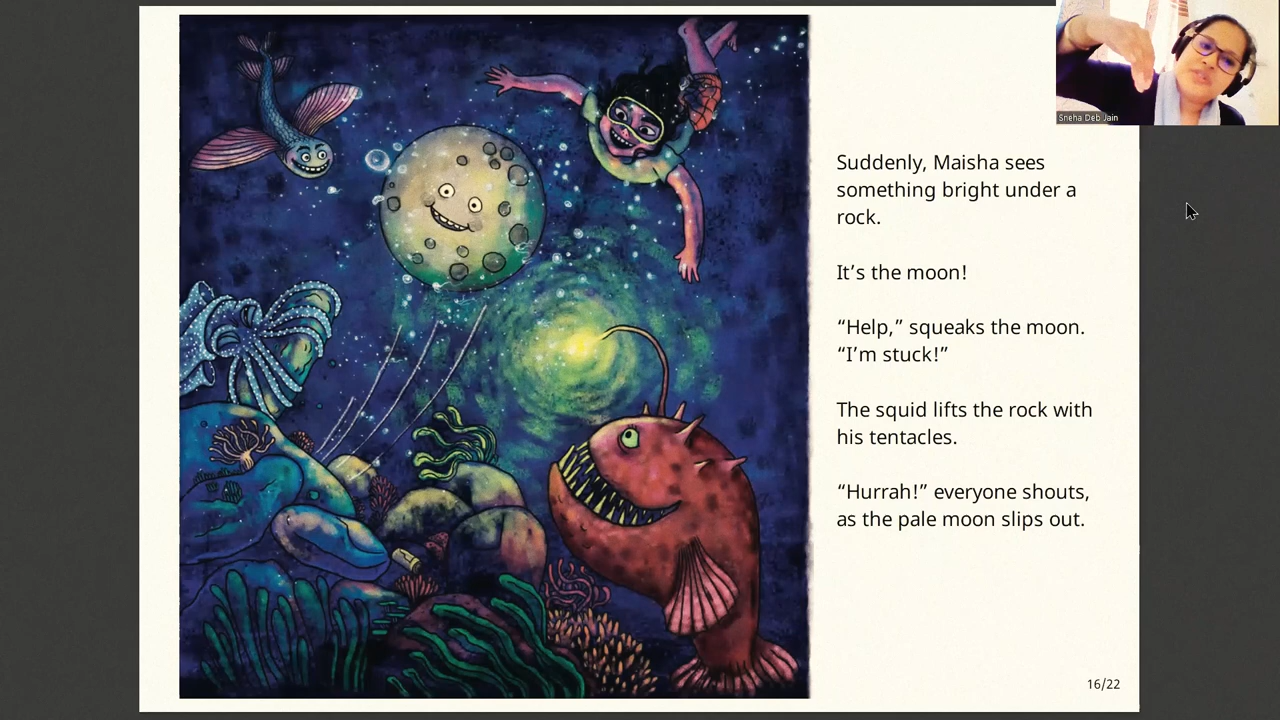 Sneha Deb Jain
Suddenly, Maisha sees
something bright under a
rock.
It’s the moon!
“Help,” squeaks the moon.
“I’m stuck!”
The squid lifts the rock with
his tentacles.
“Hurrah!” everyone shouts,
as the pale moon slips out.
16/22